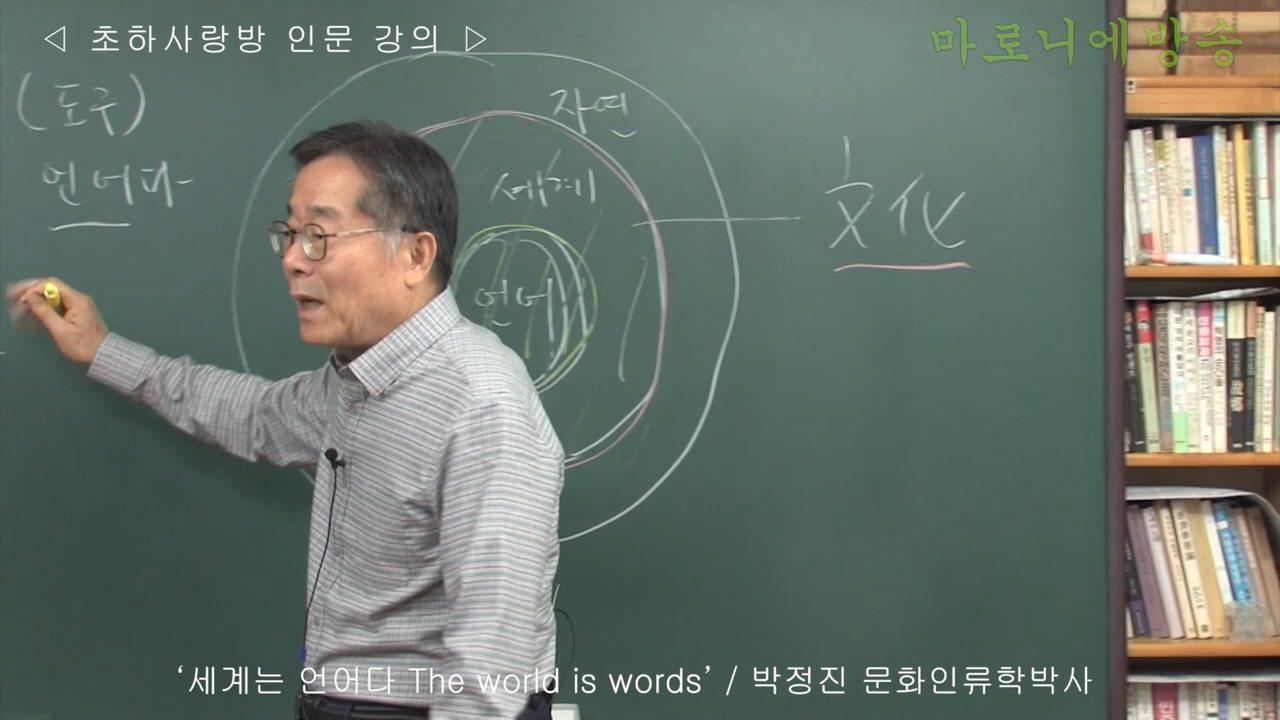 ◁ 초하사랑방 인문 강의 ▷
마로니에방송
(도구)
언어다
자연
세계
언어
文化
‘세계는 언어다 The world is words’ / 박정진 문화인류학박사